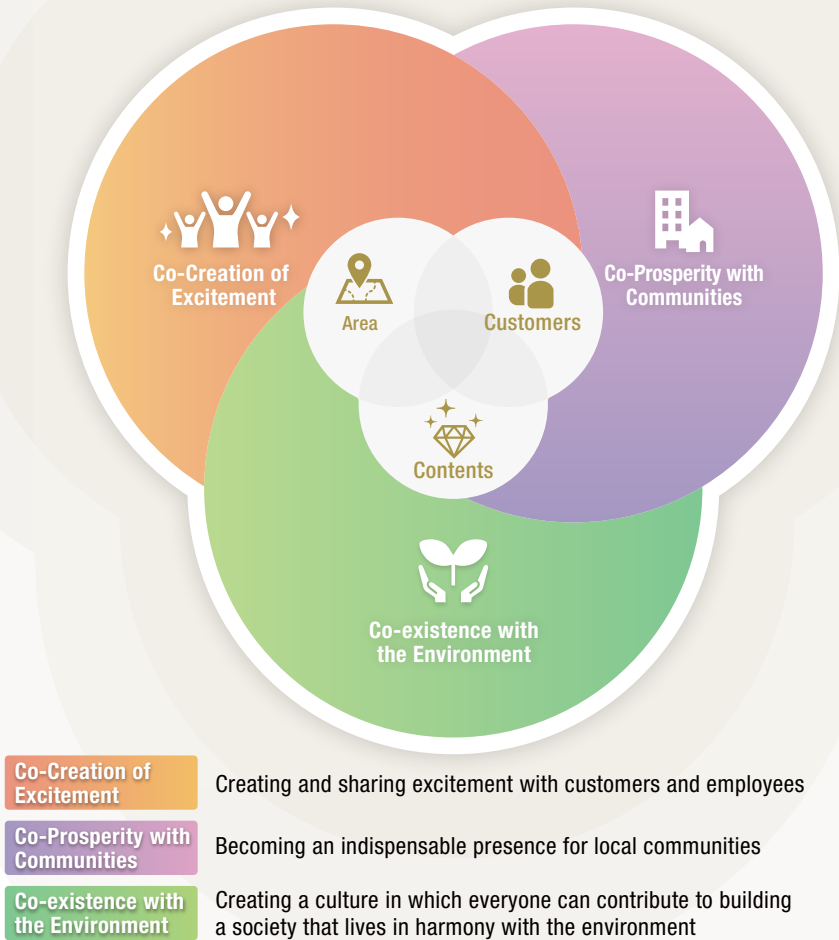 Co-Creation of
Excitement
Co-Prosperity with
Communities
Area
Customers
Contents
Co-existence with
the Environment
Co-Creation of
Excitement
Creating and sharing excitement with customers and employees
Co-Prosperity with
Communities
Becoming an indispensable presence for local communities
Co-existence with
the Environment
Creating a culture in which everyone can contribute to building
a society that lives in harmony with the environment